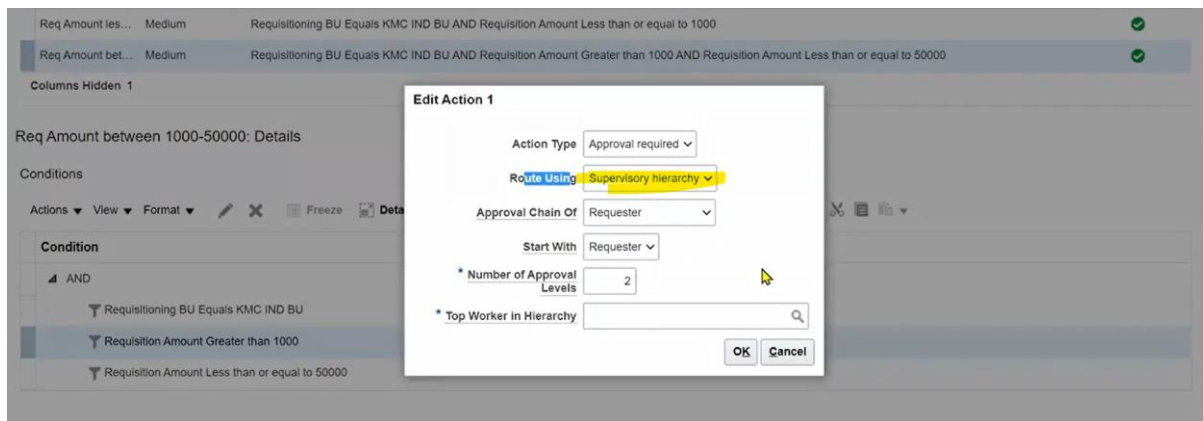 Req Amount les... Medium Requisitioning BU Equals KMC IND BU AND Requisition Amount Less than or equal to 1000
Req Amount bet... Medium Requisitioning BU Equals KMC IND BU AND Requisition Amount Greater than 1000 AND Requisition Amount Less than or equal to 50000
Columns Hidden 1
Req Amount between 1000-50000: Details
Conditions
Actions View Format Freeze Deta
Condition
AND
Requisitioning BU Equals KMC IND BU
Requisition Amount Greater than 1000
Requisition Amount Less than or equal to 50000
Edit Action 1
Action Type Approval required
Route Using Supervisory hierarchy
Approval Chain Of Requester
Start With Requester
* Number of Approval
Levels 2
* Top Worker in Hierarchy
OK Cancel